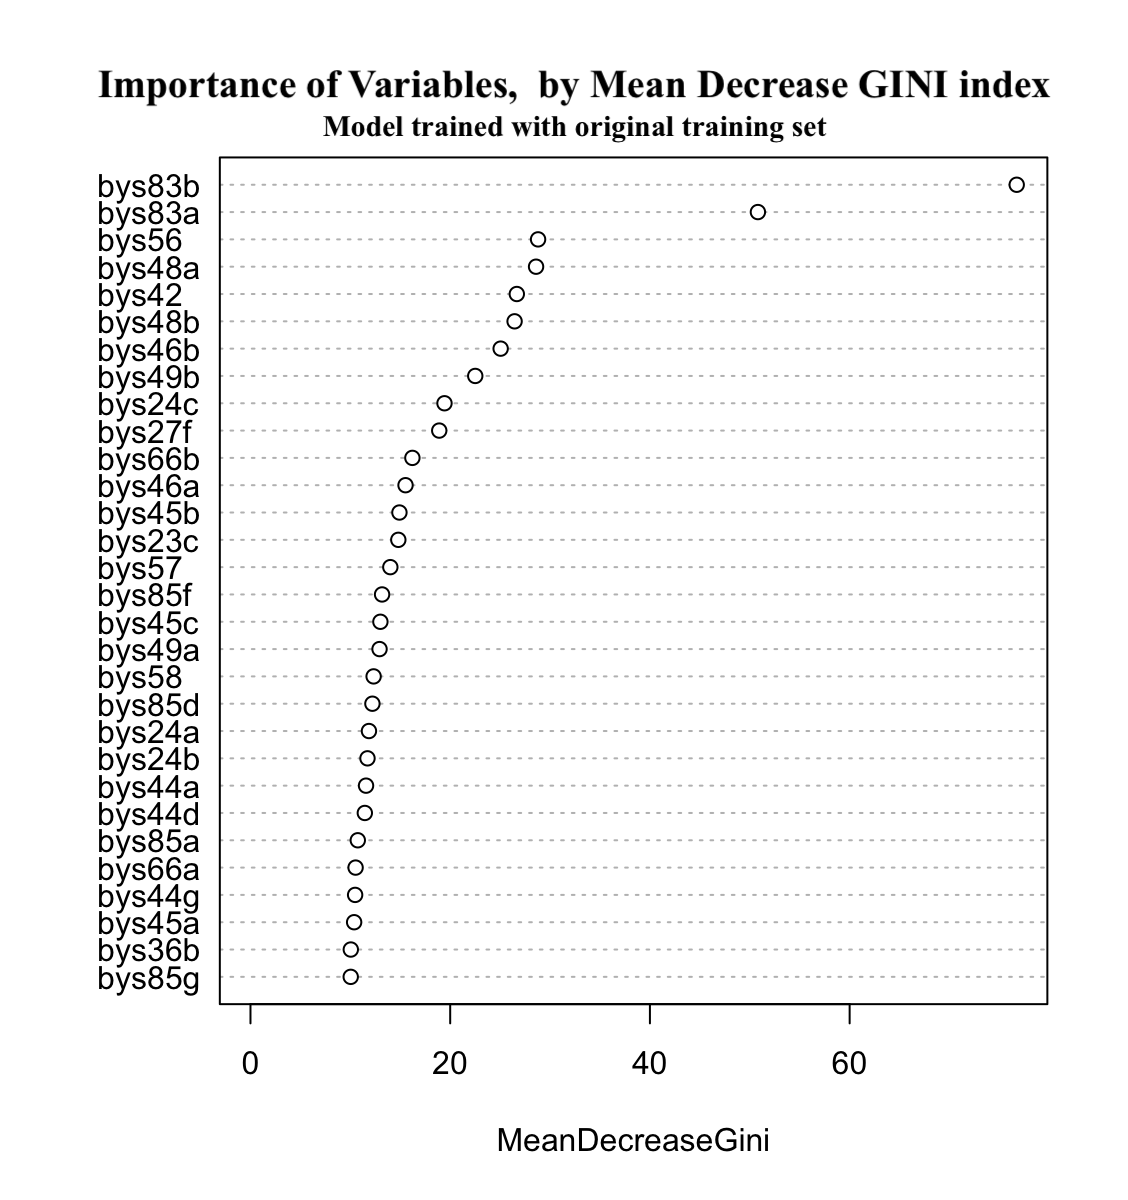 Importance of Variables,  by Mean Decrease GINI index
Model trained with original training set
bys83b
bys83a
bys56
bys48a
bys42
bys48b
bys46b
bys49b
bys24c
bys27f
bys66b
bys46a
bys45b
bys23c
bys57
bys85f
bys45c
bys49a
bys58
bys85d
bys24a
bys24b
bys44a
bys44d
bys85a
bys66a
bys44g
bys45a
bys36b
bys85g
0 20 40 60
MeanDecreaseGini